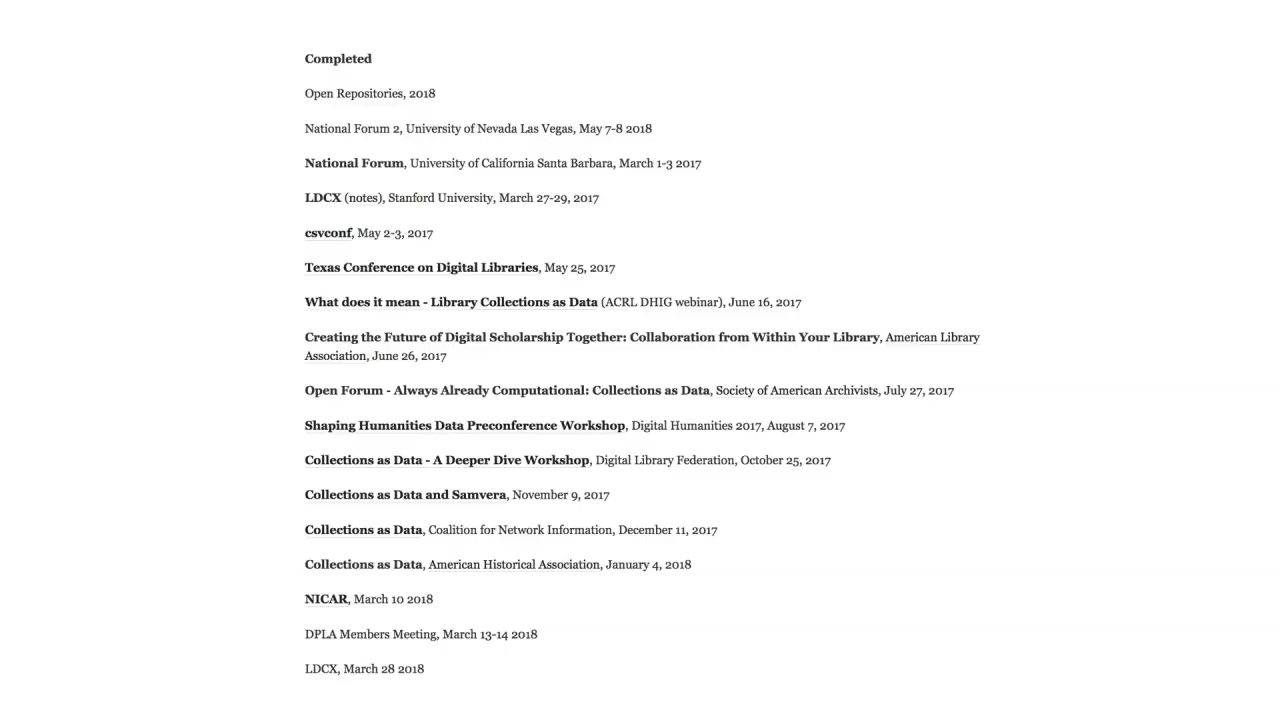 Completed
Open Repositories, 2018
National Forum 2, University of Nevada Las Vegas, May 7-8 2018
National Forum, University of California Santa Barbara, March 1-3 2017
LDCX (notes), Stanford University, March 27-29, 2017
csvconf, May 2-3, 2017
Texas Conference on Digital Libraries, May 25, 2017
What does it mean - Library Collections as Data (ACRL DHIG webinar), June 16, 2017
Creating the Future of Digital Scholarship Together: Collaboration from Within Your Library, American Library
Association, June 26, 2017
Open Forum - Always Already Computational: Collections as Data, Society of American Archivists, July 27, 2017
Shaping Humanities Data Preconference Workshop, Digital Humanities 2017, August 7, 2017
Collections as Data - A Deeper Dive Workshop, Digital Library Federation, October 25, 2017
Collections as Data and Samvera, November 9, 2017
Collections as Data, Coalition for Network Information, December 11, 2017
Collections as Data, American Historical Association, January 4, 2018
NICAR, March 10 2018
DPLA Members Meeting, March 13-14 2018
LDCX, March 28 2018